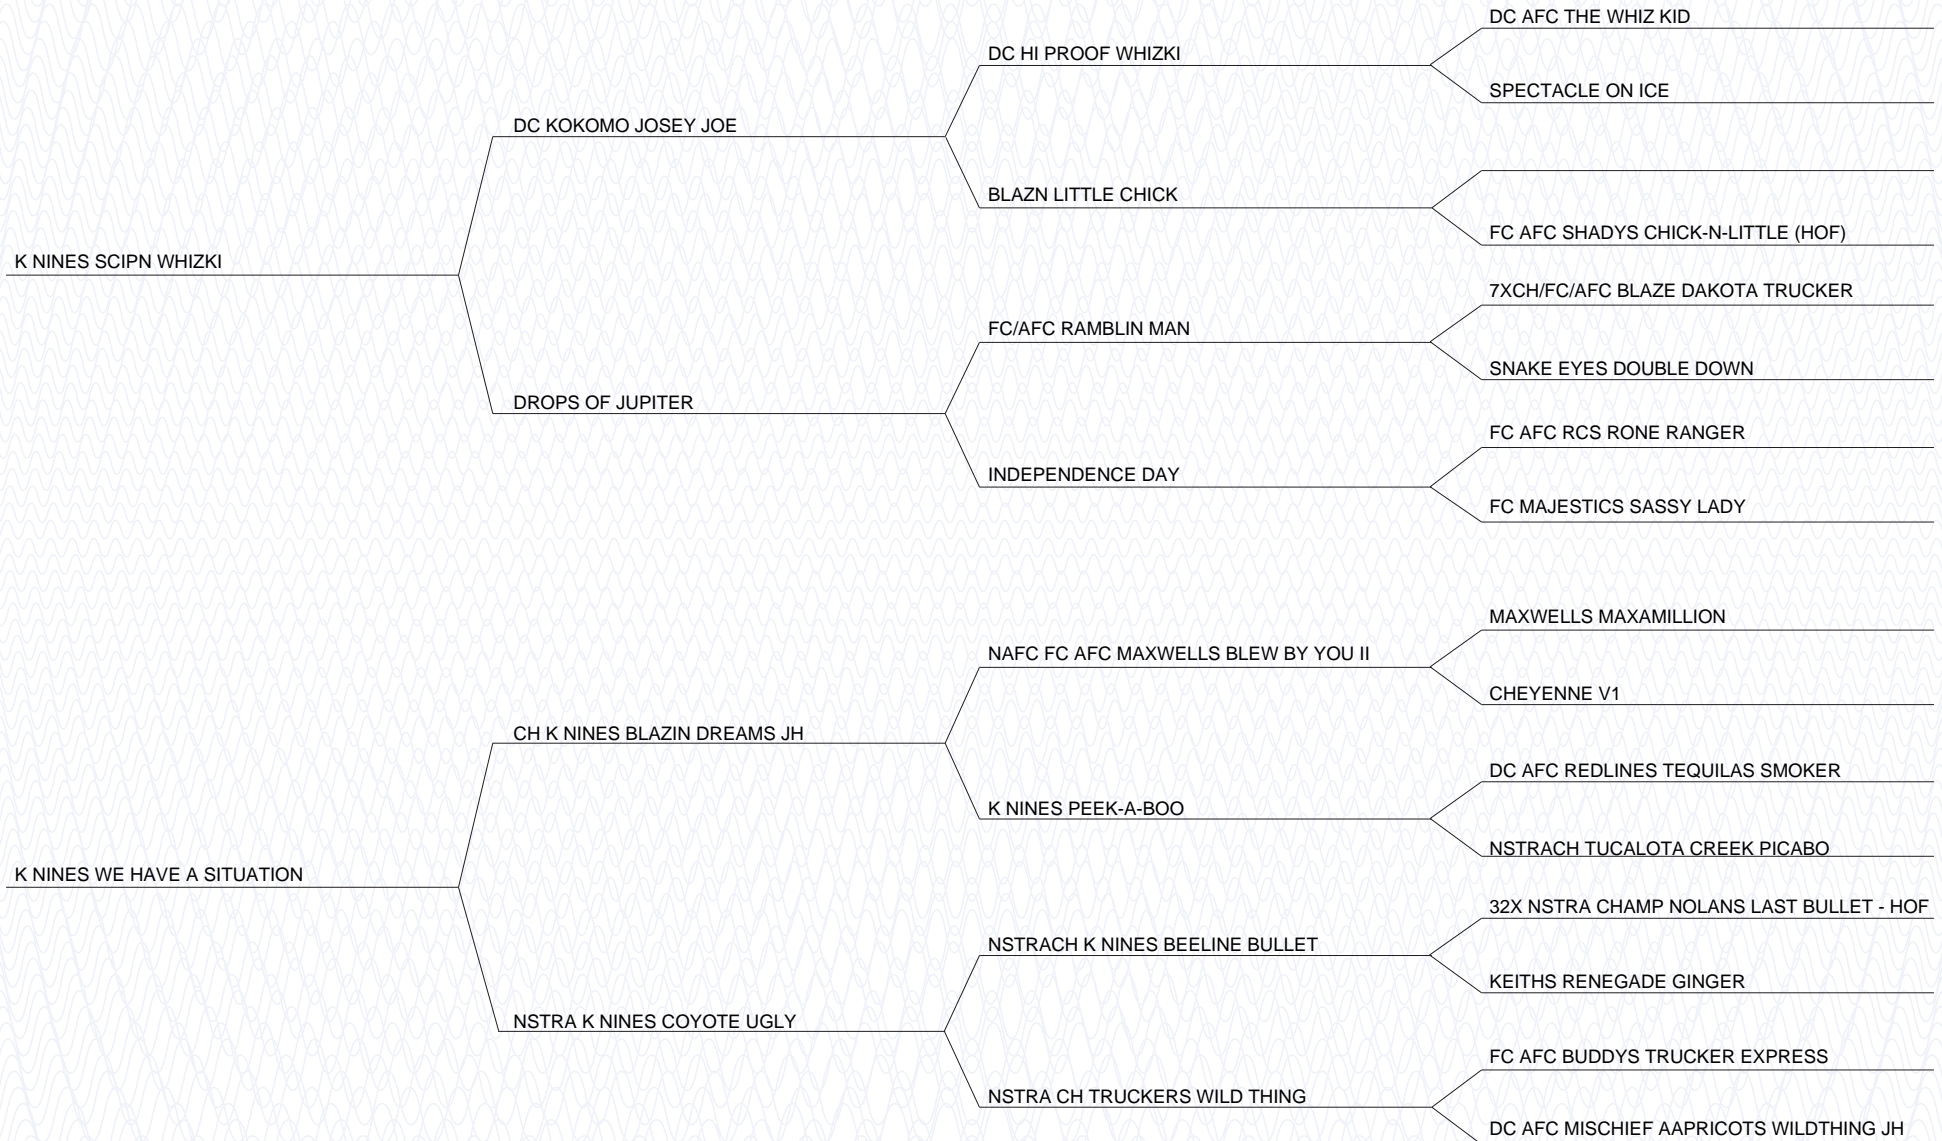 DC AFC THE WHIZ KID
DC HI PROOF WHIZKI
SPECTACLE ON ICE
DC KOKOMO JOSEY JOE
BLAZN LITTLE CHICK
FC AFC SHADYS CHICK-N-LITTLE (HOF)
K NINES SCIPN WHIZKI
7XCH/FC/AFC BLAZE DAKOTA TRUCKER
FC/AFC RAMBLIN MAN
SNAKE EYES DOUBLE DOWN
DROPS OF JUPITER
FC AFC RCS RONE RANGER
INDEPENDENCE DAY
FC MAJESTICS SASSY LADY
MAXWELLS MAXAMILLION
NAFC FC AFC MAXWELLS BLEW BY YOU II
CHEYENNE V1
CH K NINES BLAZIN DREAMS JH
DC AFC REDLINES TEQUILAS SMOKER
K NINES PEEK-A-BOO
NSTRACH TUCALOTA CREEK PICABO
K NINES WE HAVE A SITUATION
32X NSTRA CHAMP NOLANS LAST BULLET - HOF
NSTRACH K NINES BEELINE BULLET
KEITHS RENEGADE GINGER
NSTRA K NINES COYOTE UGLY
FC AFC BUDDYS TRUCKER EXPRESS
NSTRA CH TRUCKERS WILD THING
DC AFC MISCHIEF AAPRICOTS WILDTHING JH